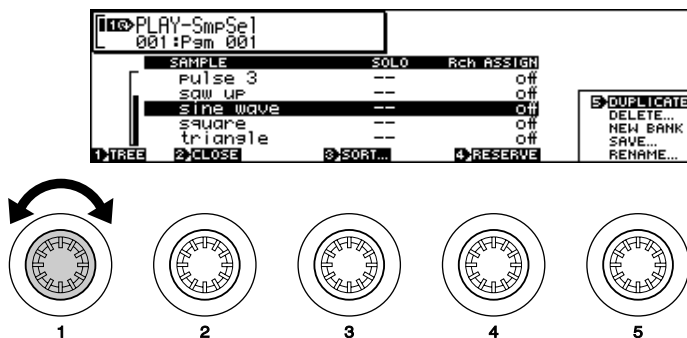 PLAY-SmpSel
001:Pgm 001
SAMPLE SOLO Rch ASSIGN
pulse 3 -- off
saw up -- off
sine wave -- off
square -- off
triangle -- off
1 TREE 2 CLOSE 3 SORT... 4 RESERVE
5 DUPLICATE
DELETE...
NEW BANK
SAVE...
RENAME...
1 2 3 4 5